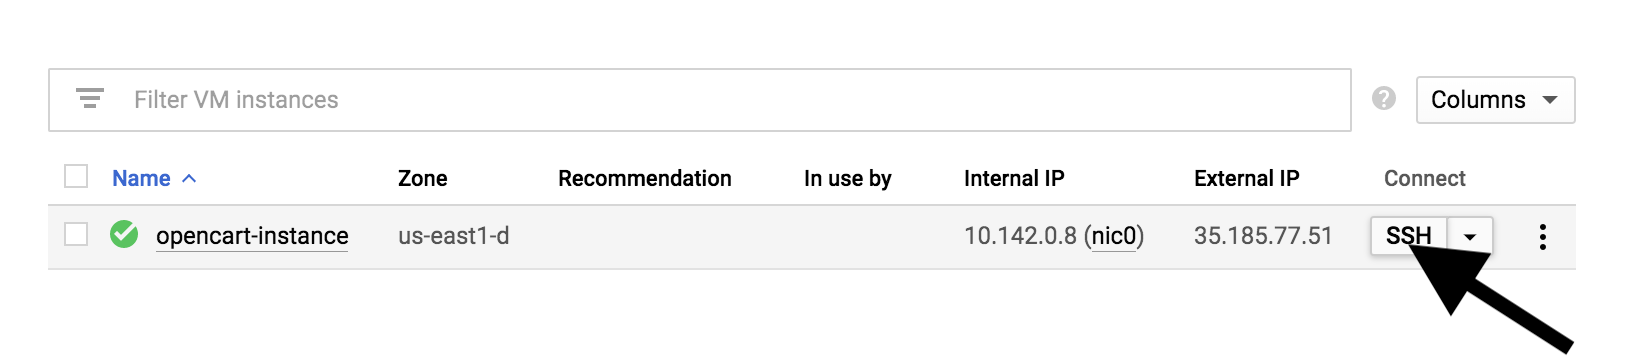 Filter VM instances
? Columns
Name Zone Recommendation In use by Internal IP External IP Connect
opencart-instance us-east1-d 10.142.0.8 (nic0) 35.185.77.51 SSH